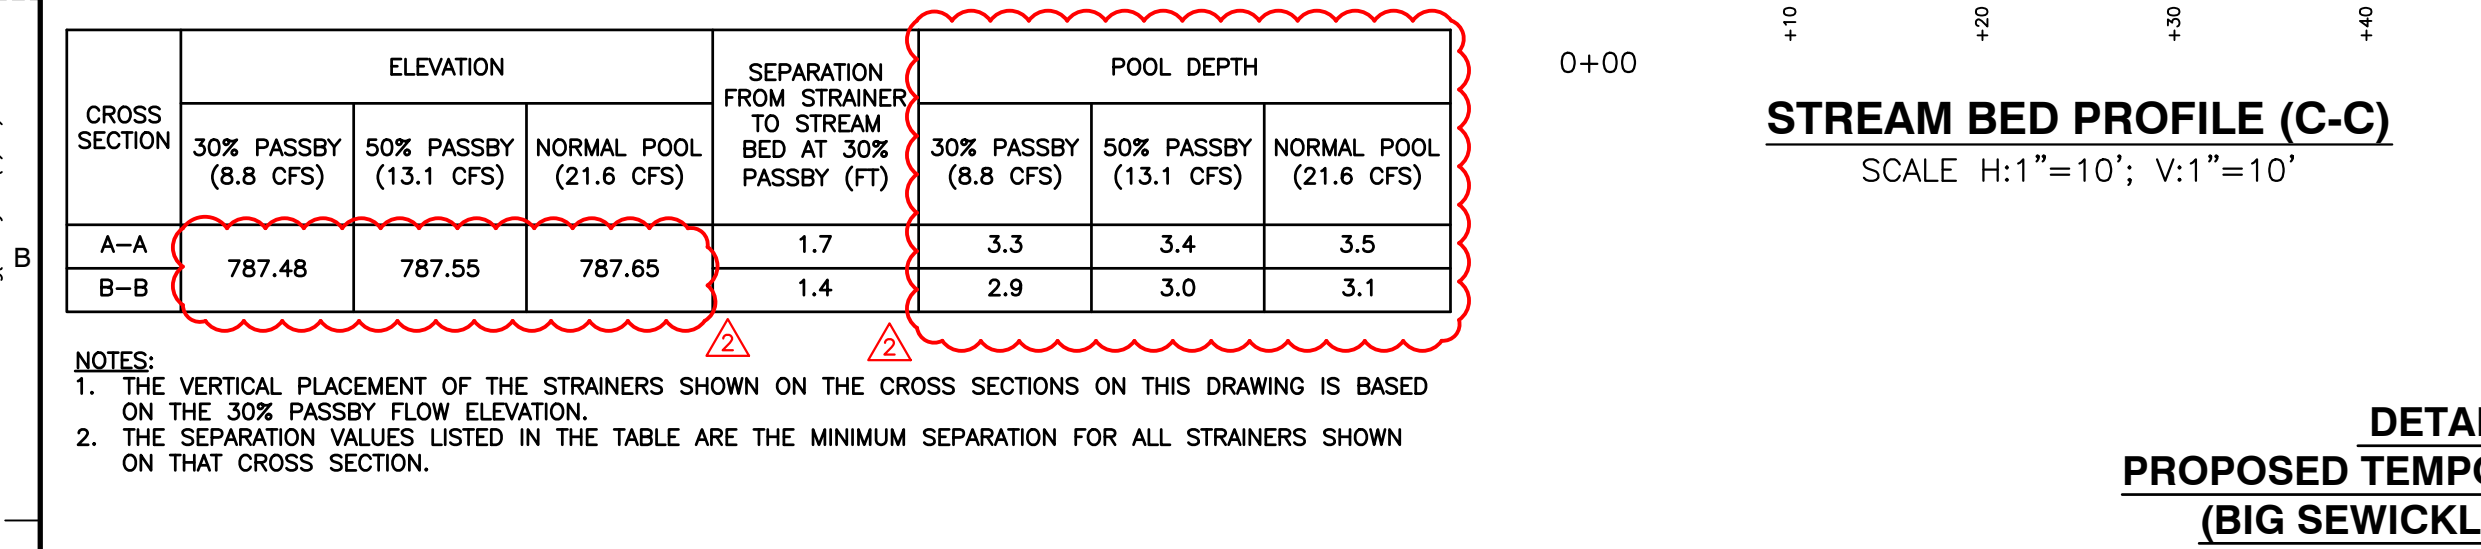 CROSS
SECTION
ELEVATION
SEPARATION
FROM STRAINER
TO STREAM
BED AT 30%
PASSBY (FT)
POOL DEPTH
30% PASSBY
(8.8 CFS)
50% PASSBY
(13.1 CFS)
NORMAL POOL
(21.6 CFS)
30% PASSBY
(8.8 CFS)
50% PASSBY
(13.1 CFS)
NORMAL POOL
(21.6 CFS)
A-A
787.48
787.55
787.65
1.7
3.3
3.4
3.5
B-B
1.4
2.9
3.0
3.1
2
2
B
NOTES:
1. THE VERTICAL PLACEMENT OF THE STRAINERS SHOWN ON THE CROSS SECTIONS ON THIS DRAWING IS BASED
ON THE 30% PASSBY FLOW ELEVATION.
2. THE SEPARATION VALUES LISTED IN THE TABLE ARE THE MINIMUM SEPARATION FOR ALL STRAINERS SHOWN
ON THAT CROSS SECTION.
0+00
+10
+20
+30
+40
STREAM BED PROFILE (C-C)
SCALE H:1"=10'; V:1"=10'
DETAI
PROPOSED TEMPO
(BIG SEWICKL